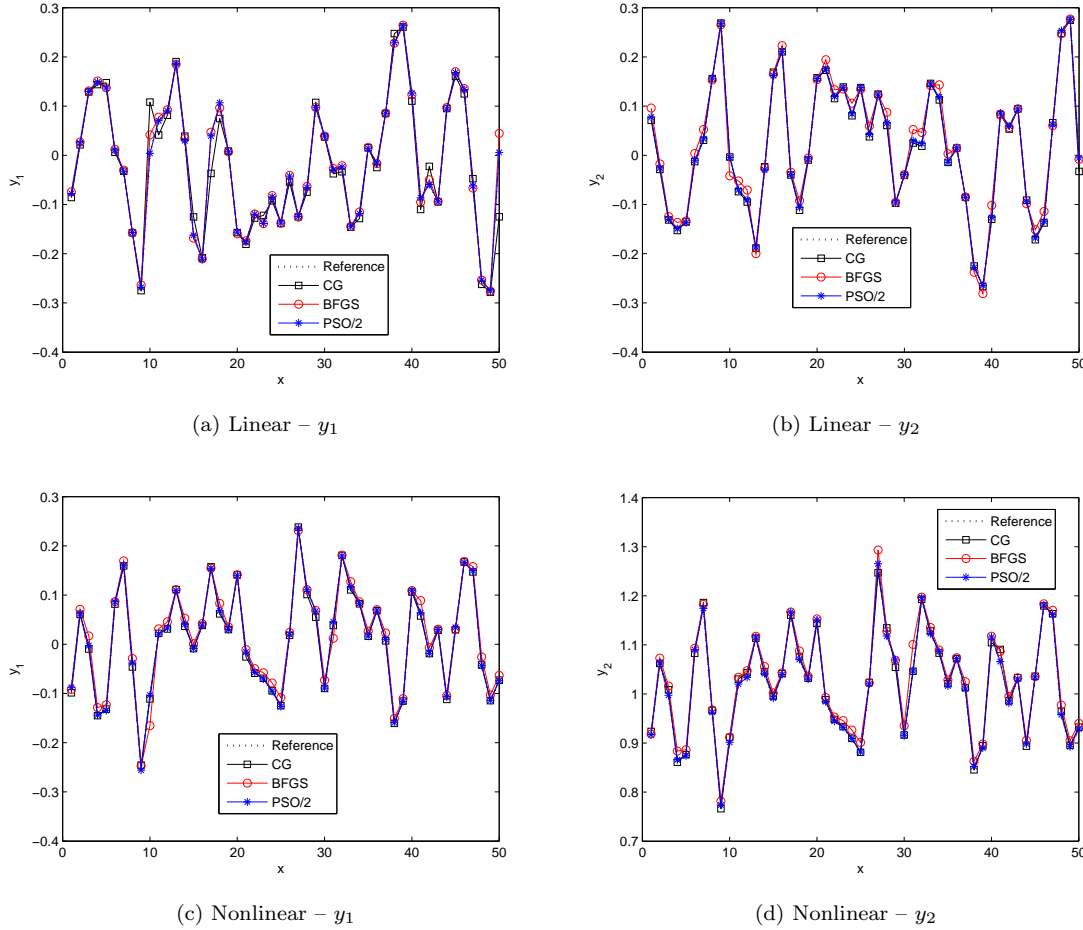 0.3
0.2
0.1
0
−0.1
−0.2
−0.3
−0.4
y1
0 10 20 30 40 50
x
Reference
CG
BFGS
PSO/2
(a) Linear – y1
0.3
0.2
0.1
0
−0.1
−0.2
−0.3
−0.4
y2
0 10 20 30 40 50
x
Reference
CG
BFGS
PSO/2
(b) Linear – y2
0.3
0.2
0.1
0
−0.1
−0.2
−0.3
−0.4
y1
0 10 20 30 40 50
x
Reference
CG
BFGS
PSO/2
(c) Nonlinear – y1
1.4
1.3
1.2
1.1
1
0.9
0.8
0.7
y2
0 10 20 30 40 50
x
Reference
CG
BFGS
PSO/2
(d) Nonlinear – y2